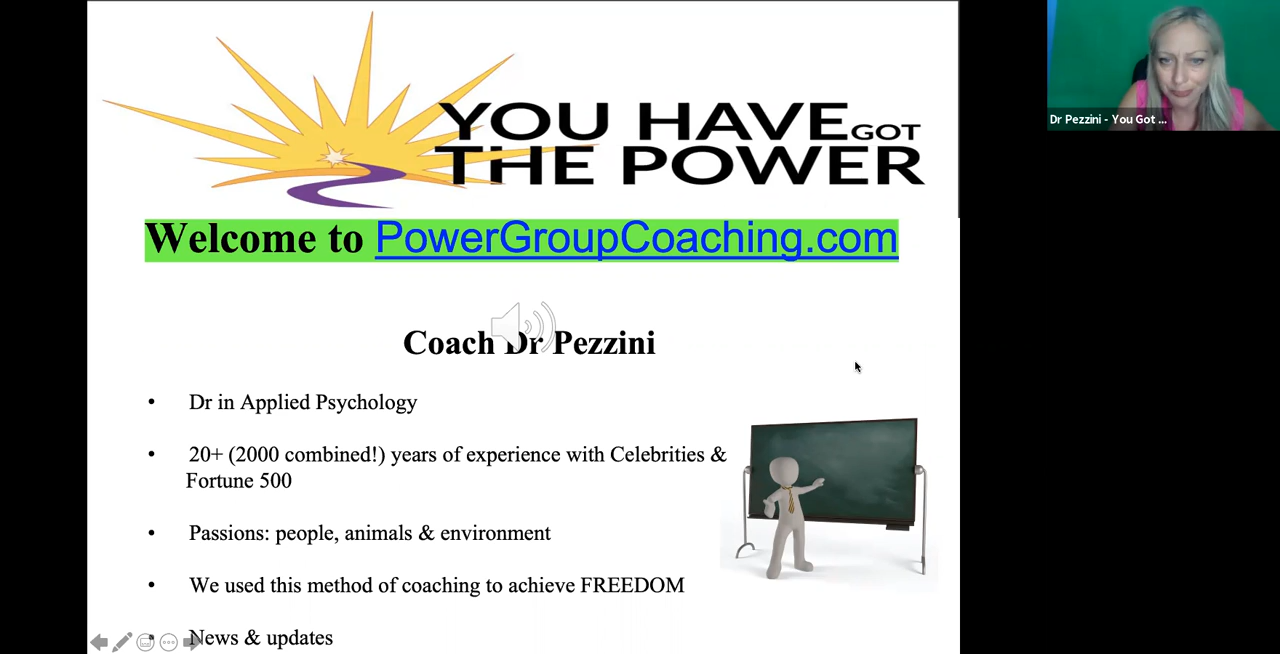 Dr Pezzini - You Got ...
YOU HAVE GOT
THE POWER
Welcome to PowerGroupCoaching.com
Coach Dr Pezzini
• Dr in Applied Psychology
• 20+ (2000 combined!) years of experience with Celebrities &
Fortune 500
• Passions: people, animals & environment
• We used this method of coaching to achieve FREEDOM
• News & updates